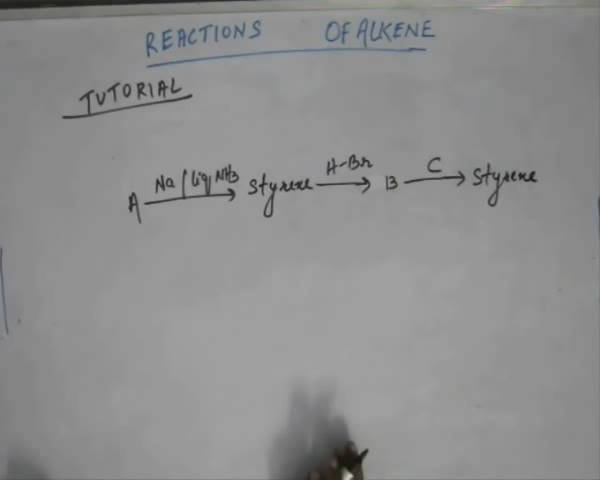 REACTIONS OF ALKENE
TUTORIAL
A Na/liq NH3 Styrene H-Br B C Styrene